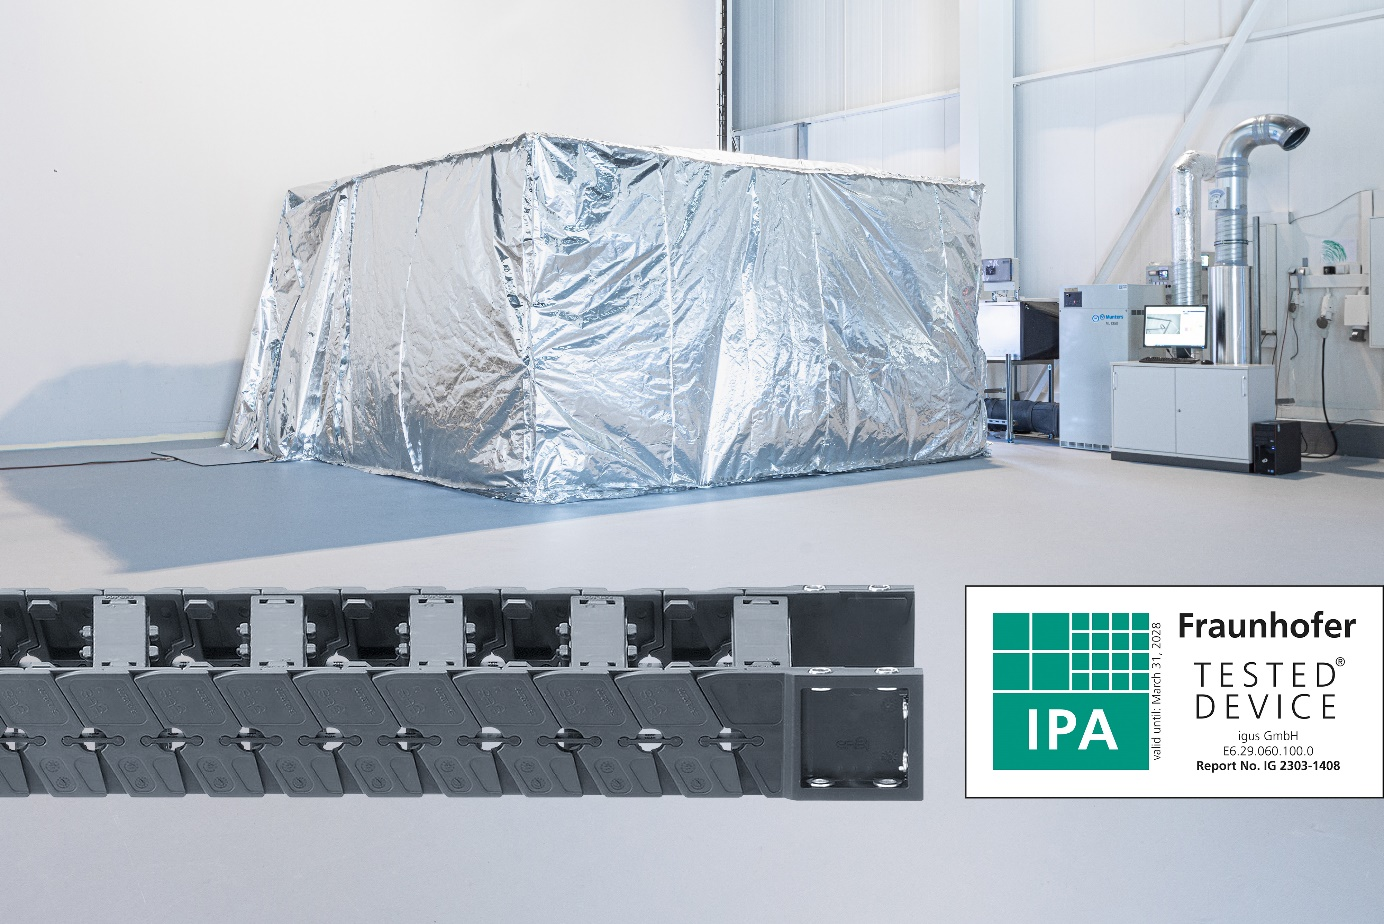 Munters
Fraunhofer
TESTED®
DEVICE
IPA
valid until: March 31, 2028
igus GmbH
E6.29.060.100.0
Report No. IG 2303-1408